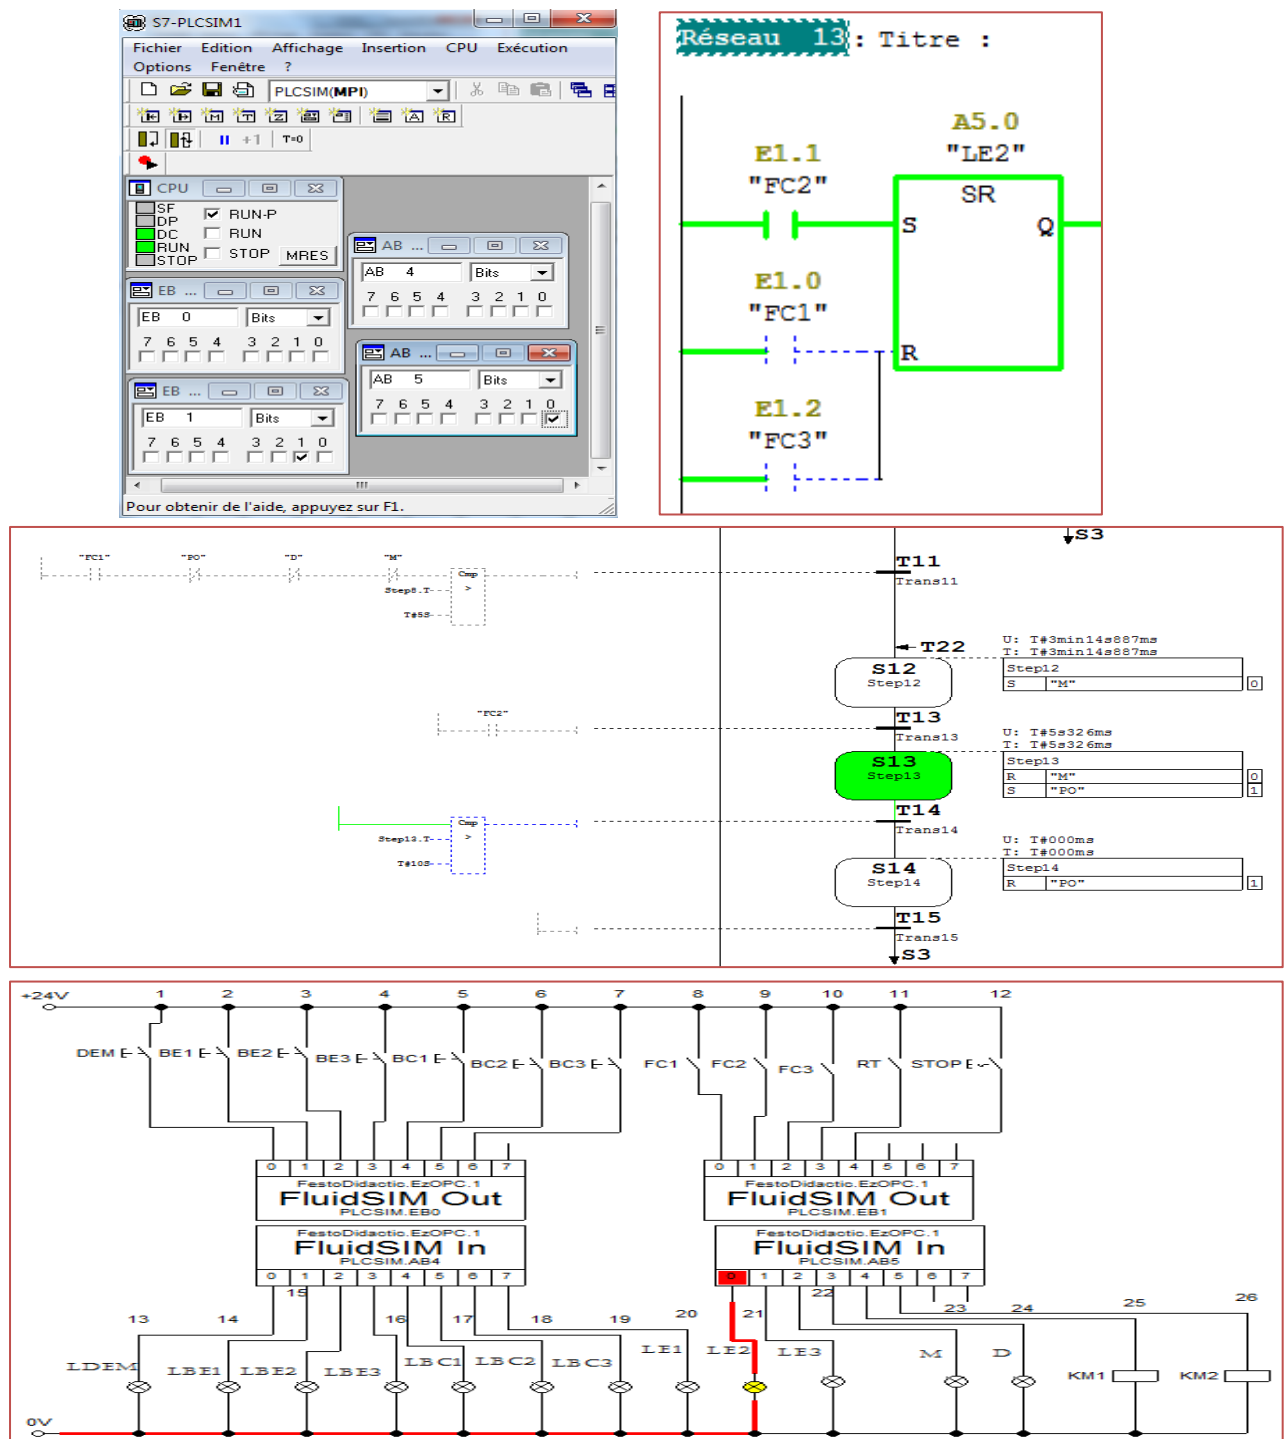 S7-PLCSIM1
Fichier Edition Affichage Insertion CPU Exécution
Options Fenêtre ?
PLCSIM(MPI)
+1 T=0
CPU
SF
DP
DC
RUN
STOP
RUN-P
RUN
STOP MRES
EB ...
EB 0 Bits
7 6 5 4 3 2 1 0
EB ...
EB 1 Bits
7 6 5 4 3 2 1 0
AB ...
AB 4 Bits
7 6 5 4 3 2 1 0
AB ...
AB 5 Bits
7 6 5 4 3 2 1 0
Pour obtenir de l'aide, appuyez sur F1.
Réseau 13 : Titre :
A5.0
"LE2"
E1.1
"FC2"
SR
S Q
E1.0
"FC1"
R
E1.2
"FC3"
S3
"FC1" "PO" "D" "M"
Cmp
Step8.T
>
T#5S
T11
Trans11
T22
S12
Step12
U: T#3min14s887ms
T: T#3min14s887ms
Step12
S "M" 0
"FC2"
T13
Trans13
S13
Step13
U: T#5s326ms
T: T#5s326ms
Step13
R "M" 0
S "PO" 1
Cmp
Step13.T
>
T#10S
T14
Trans14
S14
Step14
U: T#000ms
T: T#000ms
Step14
R "PO" 1
T15
Trans15
S3
+24V 1 2 3 4 5 6 7 8 9 10 11 12
DEM BE1 BE2 BE3 BC1 BC2 BC3 FC1 FC2 FC3 RT STOP
0 1 2 3 4 5 6 7
FestoDidactic.EzOPC.1
FluidSIM Out
PLCSIM.EB0
FestoDidactic.EzOPC.1
FluidSIM In
PLCSIM.AB4
0 1 2 3 4 5 6 7
0 1 2 3 4 5 6 7
FestoDidactic.EzOPC.1
FluidSIM Out
PLCSIM.EB1
FestoDidactic.EzOPC.1
FluidSIM In
PLCSIM.AB5
0 1 2 3 4 5 6 7
13 14 15 16 17 18 19 20 21 22 23 24 25 26
LDEM LBE1 LBE2 LBE3 LBC1 LBC2 LBC3 LE1 LE2 LE3 M D KM1 KM2
0V